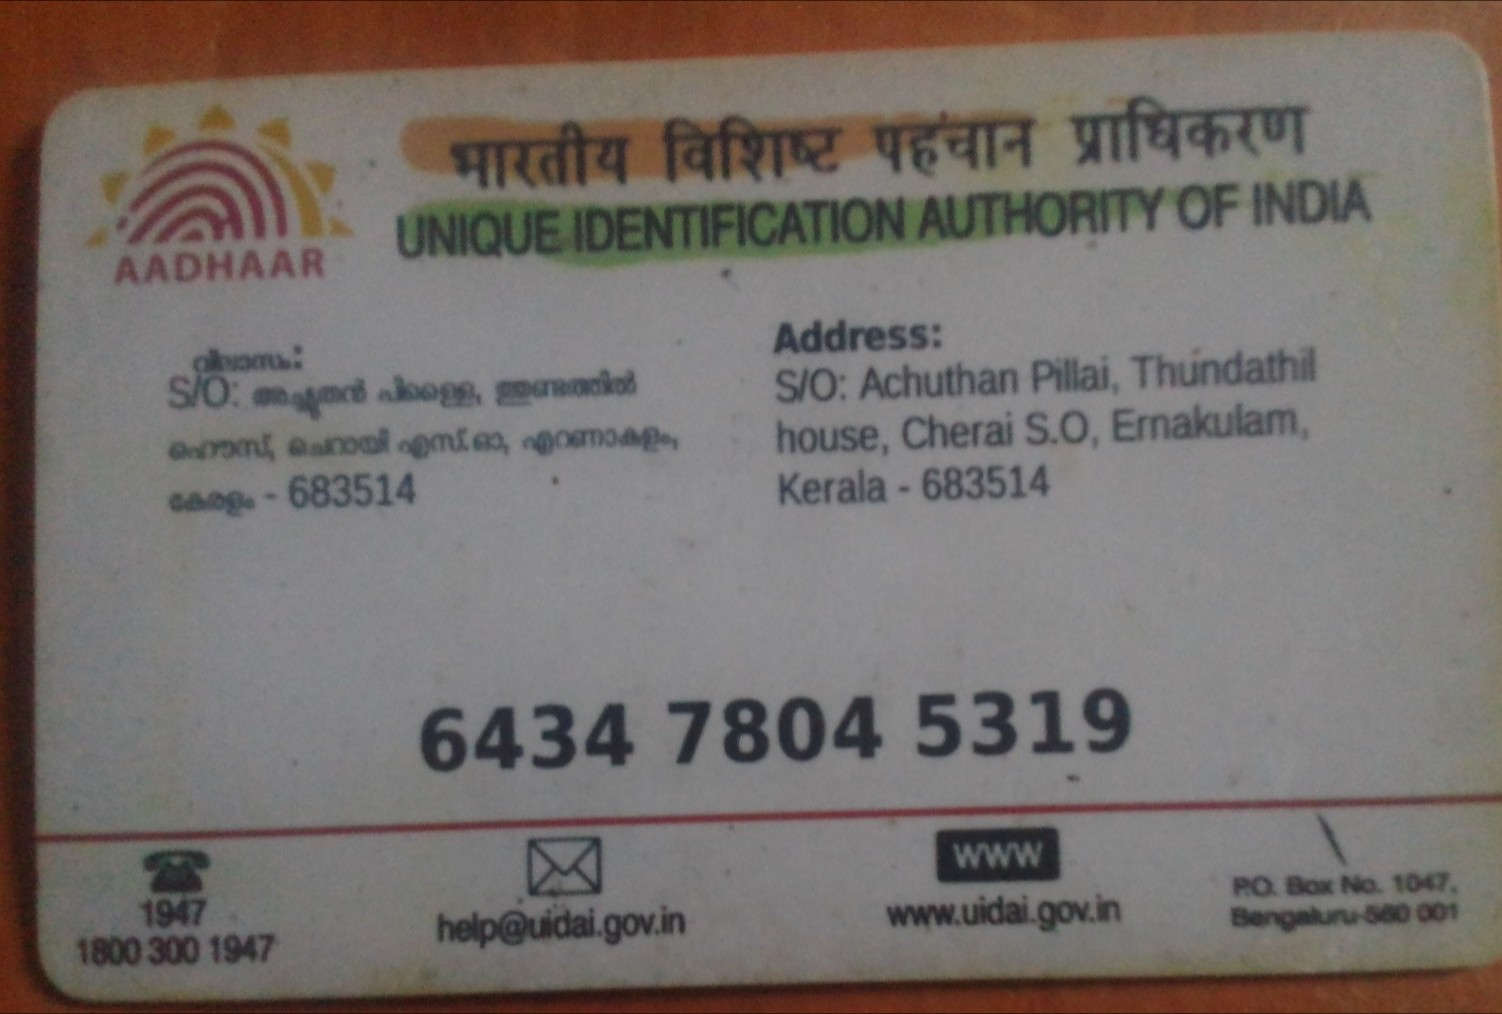 भारतीय विशिष्ट पहचान प्राधिकरण
UNIQUE IDENTIFICATION AUTHORITY OF INDIA
AADHAAR
വിലാസം:
S/O: അച്ചുതൻ പിള്ളൈ, തുണ്ടത്തിൽ
ഹൌസ്, ചെറായി എസ്.ഓ, എറണാകുളം,
കേരളം - 683514
Address:
S/O: Achuthan Pillai, Thundathil
house, Cherai S.O, Ernakulam,
Kerala - 683514
6434 7804 5319
1947
1800 300 1947
help@uidai.gov.in
www
www.uidai.gov.in
P.O. Box No. 1047,
Bengaluru-560 001